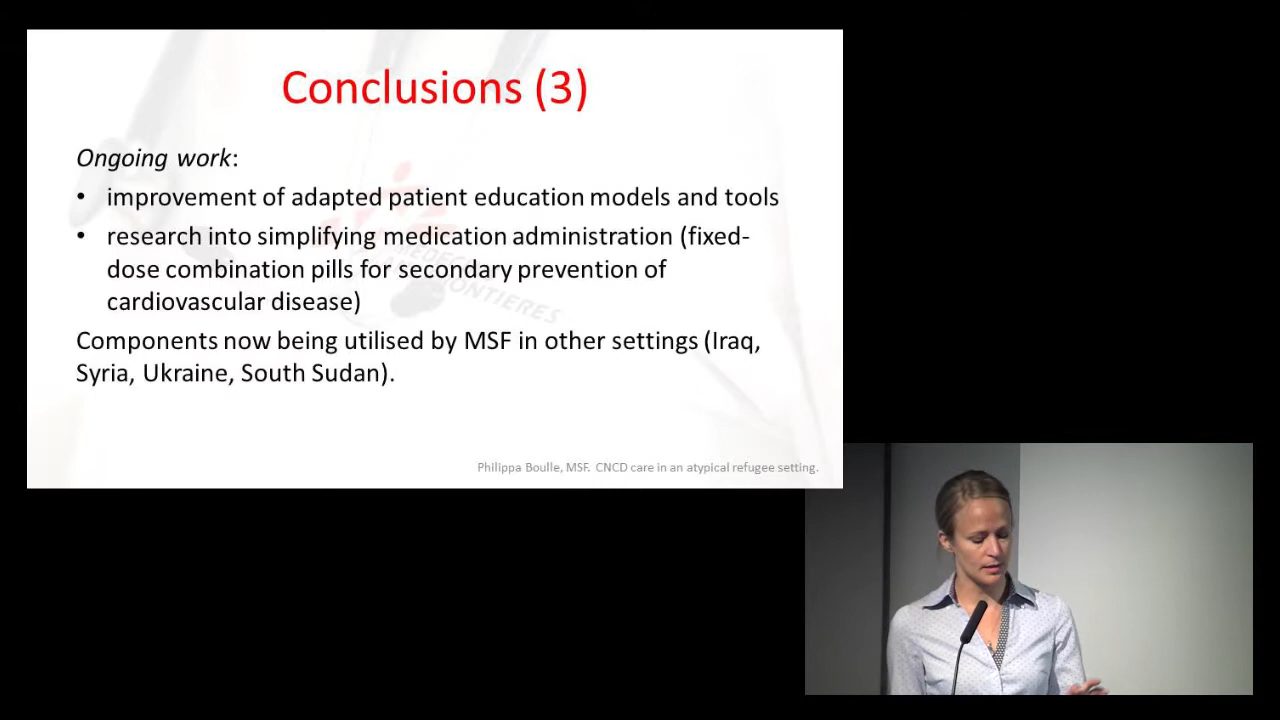 Conclusions (3)
Ongoing work:
• improvement of adapted patient education models and tools
• research into simplifying medication administration (fixed-
dose combination pills for secondary prevention of
cardiovascular disease)
Components now being utilised by MSF in other settings (Iraq,
Syria, Ukraine, South Sudan).
Philippa Boulle, MSF. CNCD care in an atypical refugee setting.